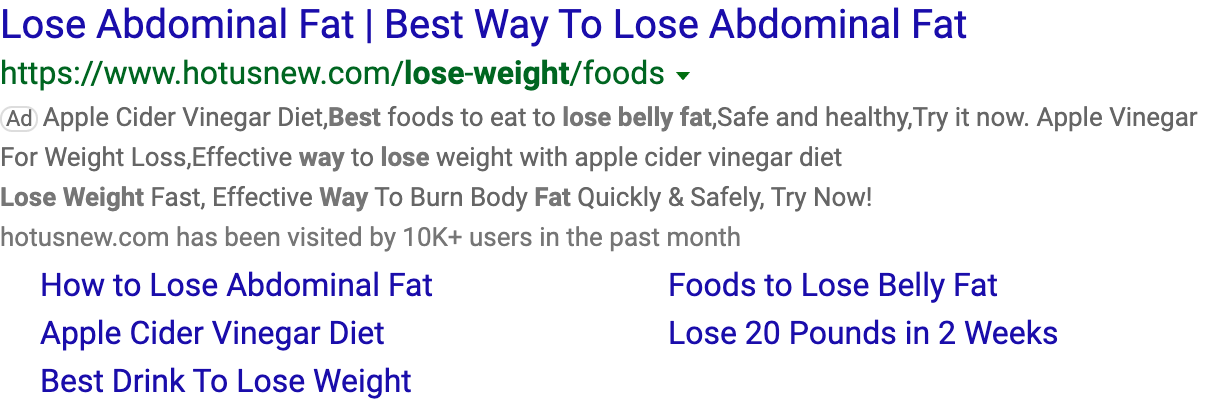 Lose Abdominal Fat | Best Way To Lose Abdominal Fat
https://www.hotusnew.com/lose-weight/foods
Ad Apple Cider Vinegar Diet,Best foods to eat to lose belly fat,Safe and healthy,Try it now. Apple Vinegar
For Weight Loss,Effective way to lose weight with apple cider vinegar diet
Lose Weight Fast, Effective Way To Burn Body Fat Quickly & Safely, Try Now!
hotusnew.com has been visited by 10K+ users in the past month
How to Lose Abdominal Fat
Foods to Lose Belly Fat
Apple Cider Vinegar Diet
Lose 20 Pounds in 2 Weeks
Best Drink To Lose Weight